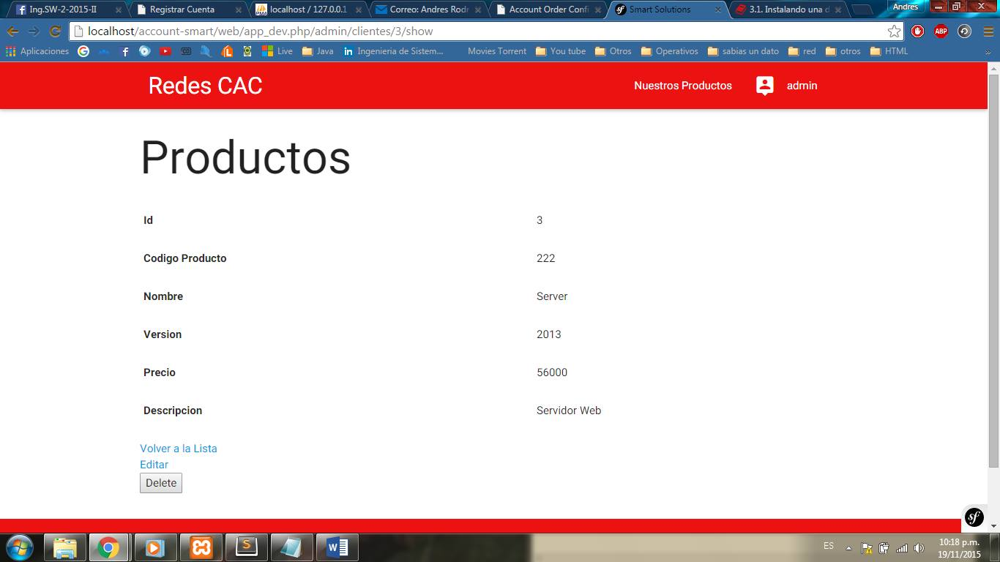 Ing.SW-2-2015-II
Registrar Cuenta
localhost / 127.0.0.1
Correo: Andres Rodr
Account Order Confi
Smart Solutions
3.1. Instalando una d
Andres
localhost/account-smart/web/app_dev.php/admin/clientes/3/show
ABP
Aplicaciones
Live
Java
Ingenieria de Sistem...
Movies Torrent
You tube
Otros
Operativos
sabias un dato
red
otros
HTML
»
Redes CAC
Nuestros Productos
admin
Productos
Id 3
Codigo Producto 222
Nombre Server
Version 2013
Precio 56000
Descripcion Servidor Web
Volver a la Lista
Editar
Delete
sf
ES
10:18 p.m.
19/11/2015